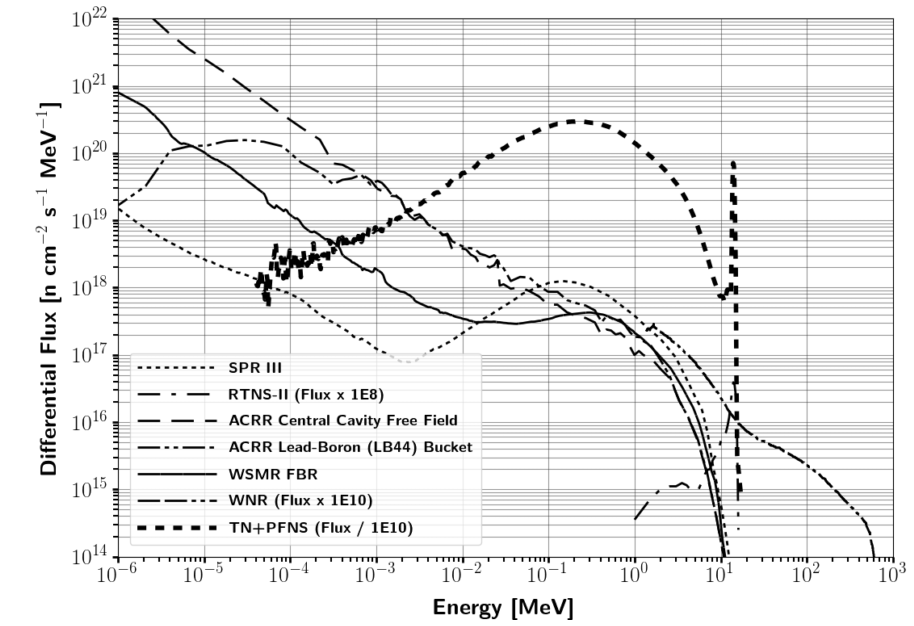 10^22
10^21
10^20
10^19
10^18
10^17
10^16
10^15
10^14
Differential Flux [n cm^−2 s^−1 MeV^−1]
SPR III
RTNS-II (Flux x 1E8)
ACRR Central Cavity Free Field
ACRR Lead-Boron (LB44) Bucket
WSMR FBR
WNR (Flux x 1E10)
TN+PFNS (Flux / 1E10)
10^−6 10^−5 10^−4 10^−3 10^−2 10^−1 10^0 10^1 10^2 10^3
Energy [MeV]